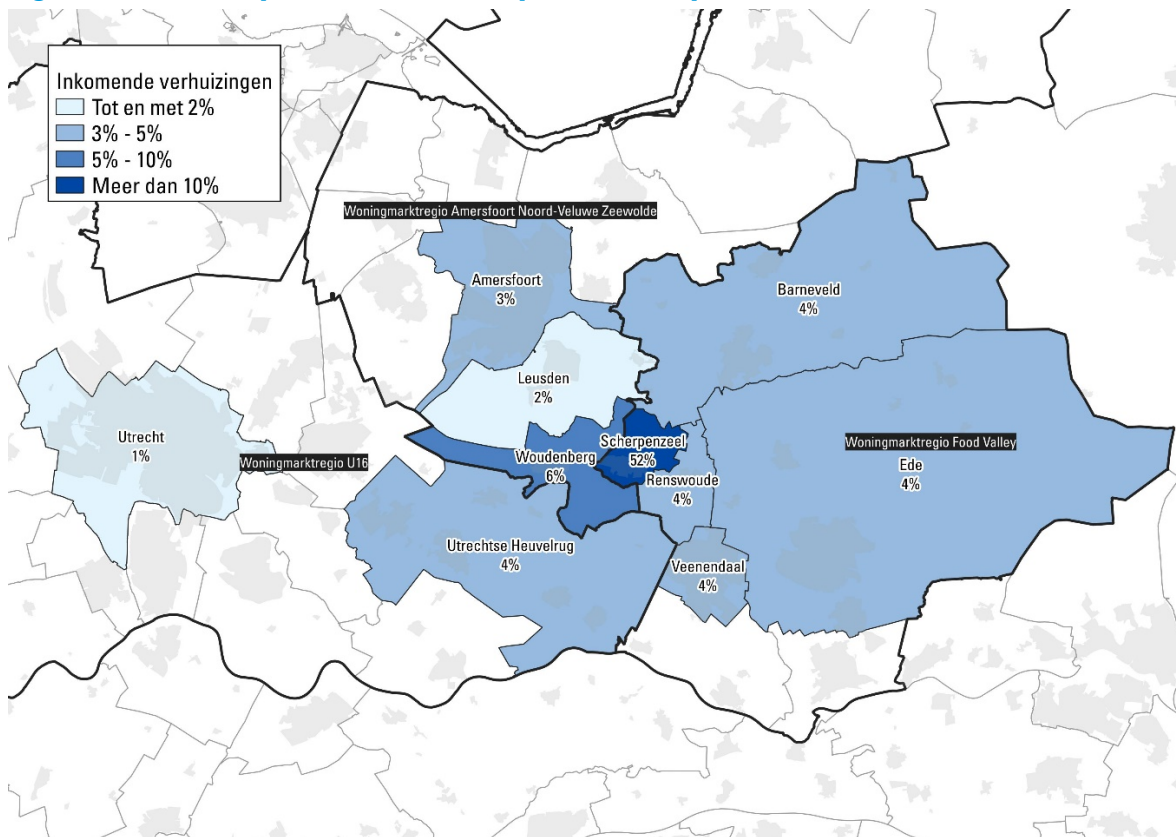 Inkomende verhuizingen
Tot en met 2%
3% - 5%
5% - 10%
Meer dan 10%
Woningmarktregio Amersfoort Noord-Veluwe Zeewolde
Amersfoort
3%
Barneveld
4%
Leusden
2%
Utrecht
1%
Woningmarktregio U16
Scherpenzeel
52%
Woudenberg
6%
Renswoude
4%
Woningmarktregio Food Valley
Ede
4%
Utrechtse Heuvelrug
4%
Veenendaal
4%